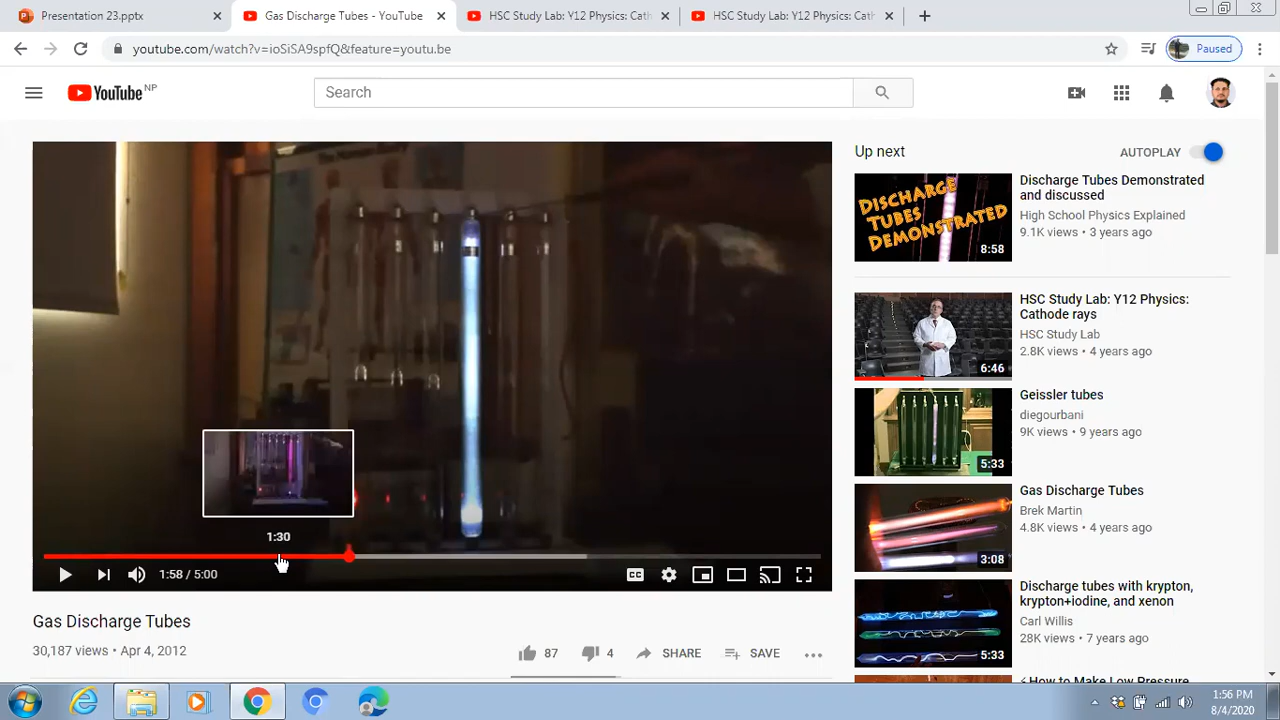 Presentation 23.pptx
Gas Discharge Tubes - YouTube
HSC Study Lab: Y12 Physics: Cath
HSC Study Lab: Y12 Physics: Cath
youtube.com/watch?v=ioSiSA9spfQ&feature=youtu.be
Paused
YouTube NP
Search
Up next
AUTOPLAY
DISCHARGE TUBES DEMONSTRATED
8:58
Discharge Tubes Demonstrated
and discussed
High School Physics Explained
9.1K views • 3 years ago
6:46
HSC Study Lab: Y12 Physics:
Cathode rays
HSC Study Lab
2.8K views • 4 years ago
5:33
Geissler tubes
diegourbani
9K views • 9 years ago
3:08
Gas Discharge Tubes
Brek Martin
4.8K views • 7 years ago
5:33
Discharge tubes with krypton,
krypton+iodine, and xenon
Carl Willis
28K views • 7 years ago
1:30
1:58 / 5:00
CC
Gas Discharge Tubes
30,187 views • Apr 4, 2012
87
4
SHARE
SAVE
1:56 PM
8/4/2020